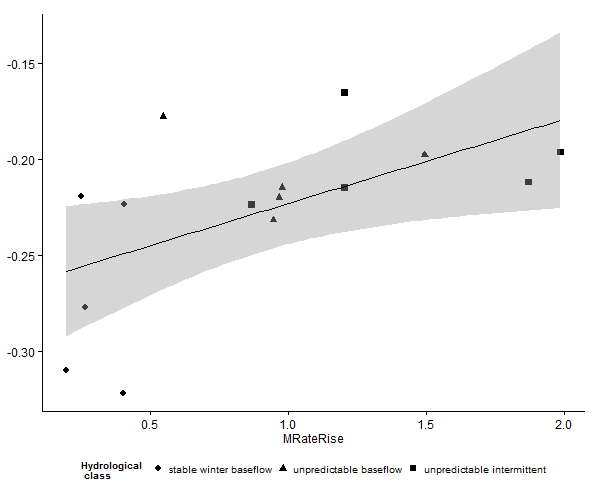 -0.15
-0.20
-0.25
-0.30
0.5 1.0 1.5 2.0
MRateRise
Hydrological
class
stable winter baseflow unpredictable baseflow unpredictable intermittent